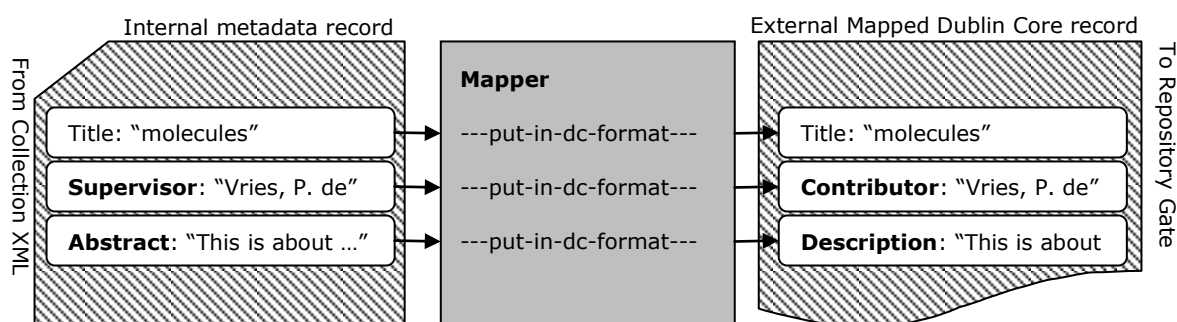 Internal metadata record
External Mapped Dublin Core record
From Collection XML
Mapper
To Repository Gate
Title: “molecules”
---put-in-dc-format---
Title: “molecules”
Supervisor: “Vries, P. de”
---put-in-dc-format---
Contributor: “Vries, P. de”
Abstract: “This is about …”
---put-in-dc-format---
Description: “This is about